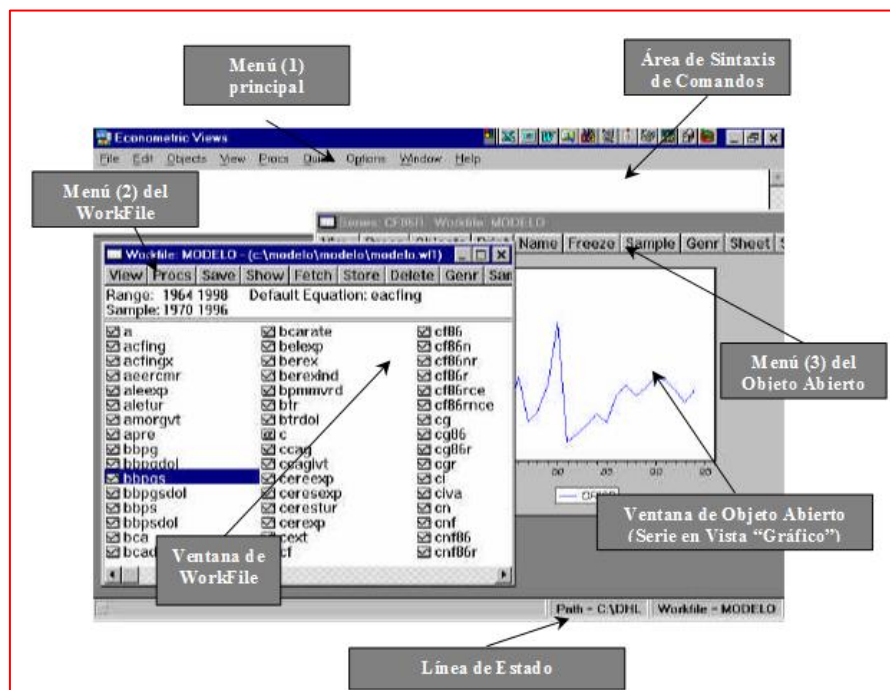 Menú (1)
principal
Área de Sintaxis
de Comandos
Econometric Views
File Edit Objects View Procs Quick Options Window Help
Menú (2) del
WorkFile
Series: CF86R Workfile: MODELO
Name Freeze Sample Genr Sheet
Workfile: MODELO - (c:\modelo\modelo\modelo.wf1)
View Procs Save Show Fetch Store Delete Genr Sam
Range: 1964 1998 Default Equation: eacfing
Sample: 1970 1996
a bcarate cf86
acfing belexp cf86n
acfingx berex cf86nr
aeercmr berexind cf86r
aleexp bpmmvrd cf86rce
aletur btr cf86rnce
amorgvt btrdol cg
apre c cg86
bbpg ccag cg86r
bbpgdol ccaglvt cgr
bbpgs cereexp ci
bbpgsdol ceresexp civa
bbps cerestur cn
bbpsdol cerexp cnf
bca cext cnf86
bcad cf cnf86r
Menú (3) del
Objeto Abierto
Ventana de Objeto Abierto
(Serie en Vista “Gráfico”)
Ventana de
WorkFile
Path = C:\DHL Workfile = MODELO
Línea de Estado